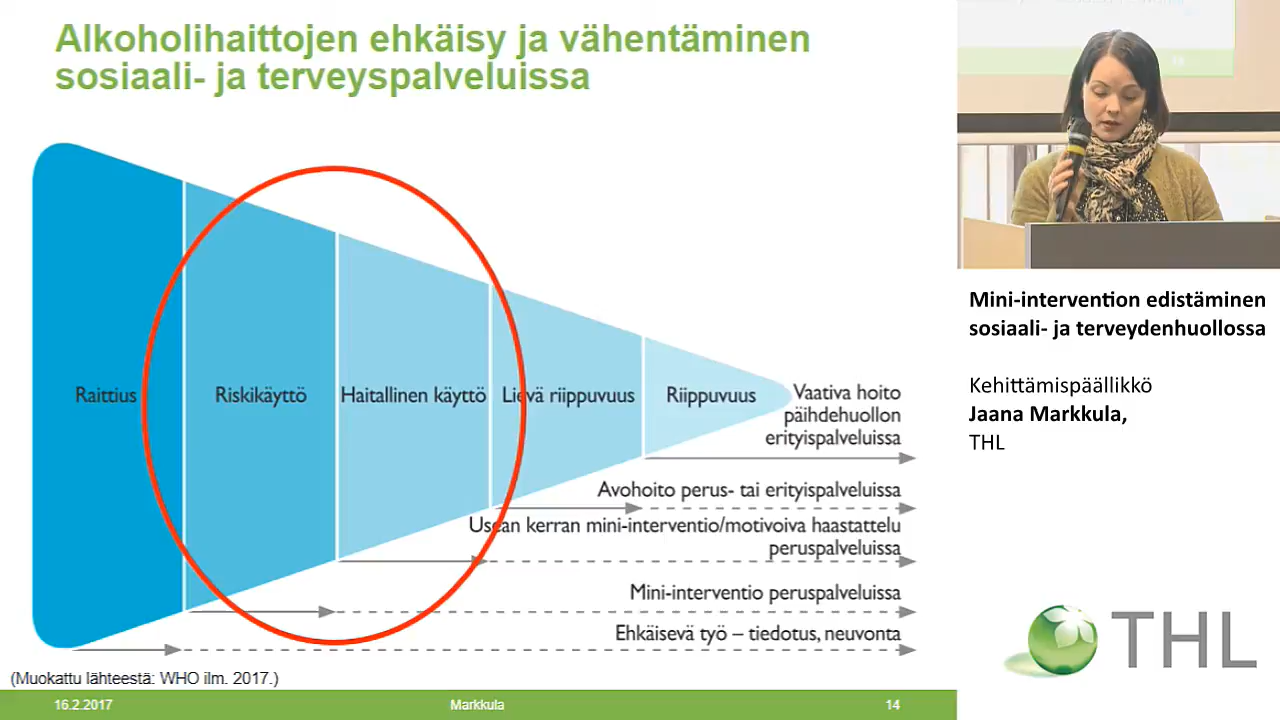 Alkoholihaittojen ehkäisy ja vähentäminen
sosiaali- ja terveyspalveluissa
Raittius
Riskikäyttö
Haitallinen käyttö
Lievä riippuvuus
Riippuvuus
Vaativa hoito
päihdehuollon
erityispalveluissa
Avohoito perus- tai erityispalveluissa
Usean kerran mini-interventio/motivoiva haastattelu
peruspalveluissa
Mini-interventio peruspalveluissa
Ehkäisevä työ – tiedotus, neuvonta
(Muokattu lähteestä: WHO ilm. 2017.)
16.2.2017
Markkula
14
Mini-intervention edistäminen
sosiaali- ja terveydenhuollossa
Kehittämispäällikkö
Jaana Markkula,
THL
THL